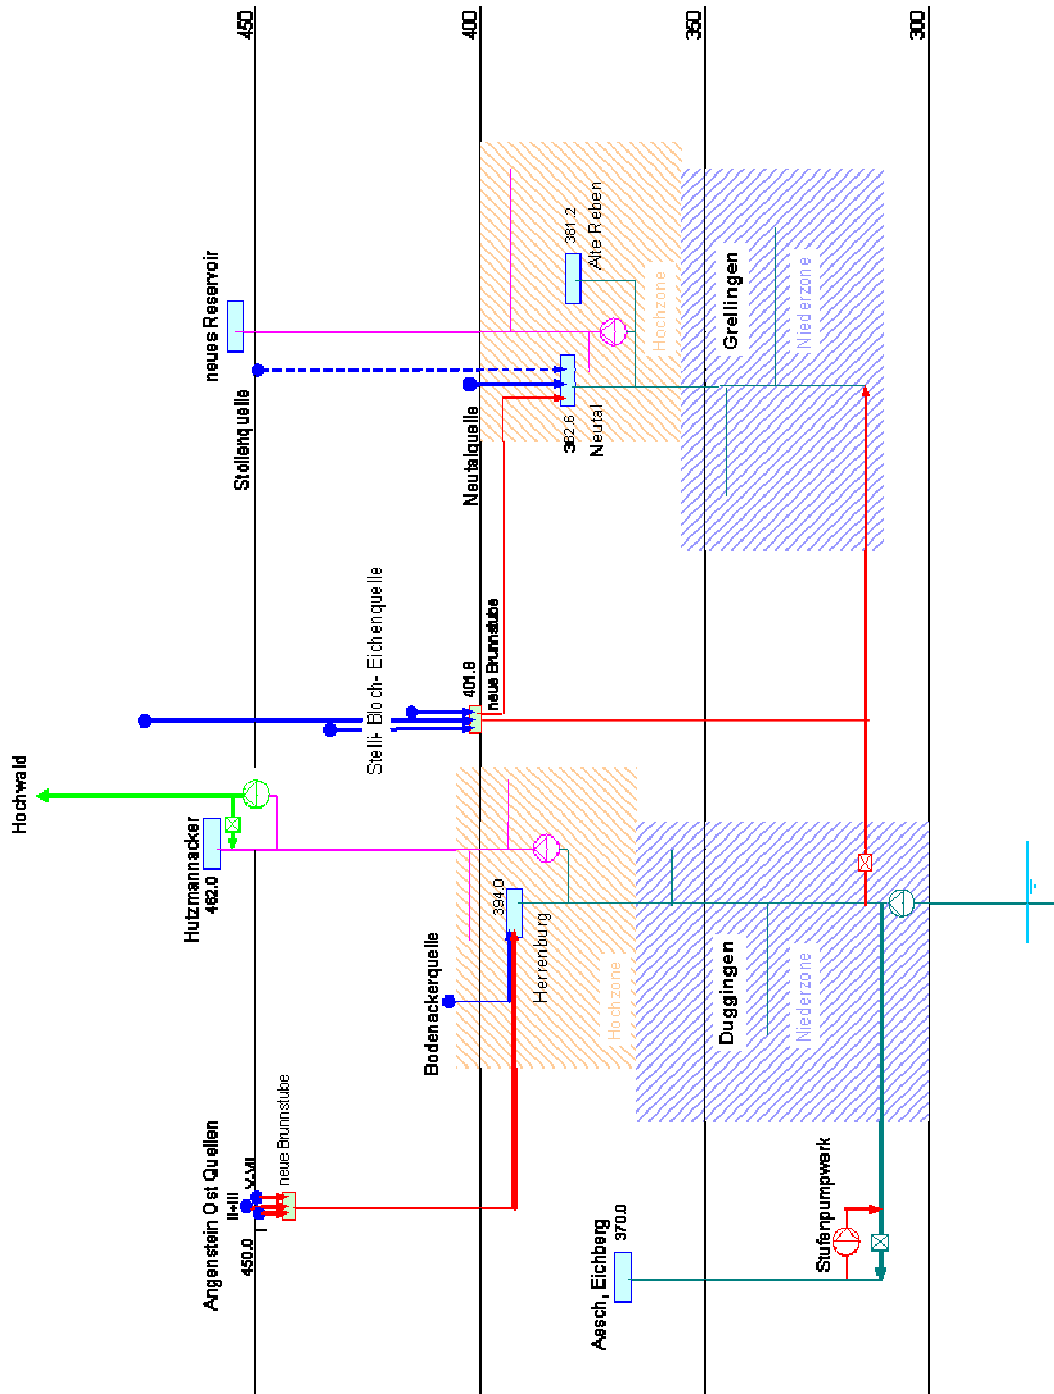 450
400
350
300
Hochwald
neues Reservoir
Stollenquelle
Neutalquelle
381.2
Alte Reben
382.6
Neutal
Hochzone
Grellingen
Niederzone
Stelli- Bloch- Eichenquelle
401.8
neue Brunnstube
Hutzmannacker
462.0
Bodenackerquelle
394.0
Herrenburg
Hochzone
Duggingen
Niederzone
Angenstein Ost Quellen
II+III
V-VII
450.0
neue Brunnstube
Aesch, Eichberg
370.0
Stufenpumpwerk